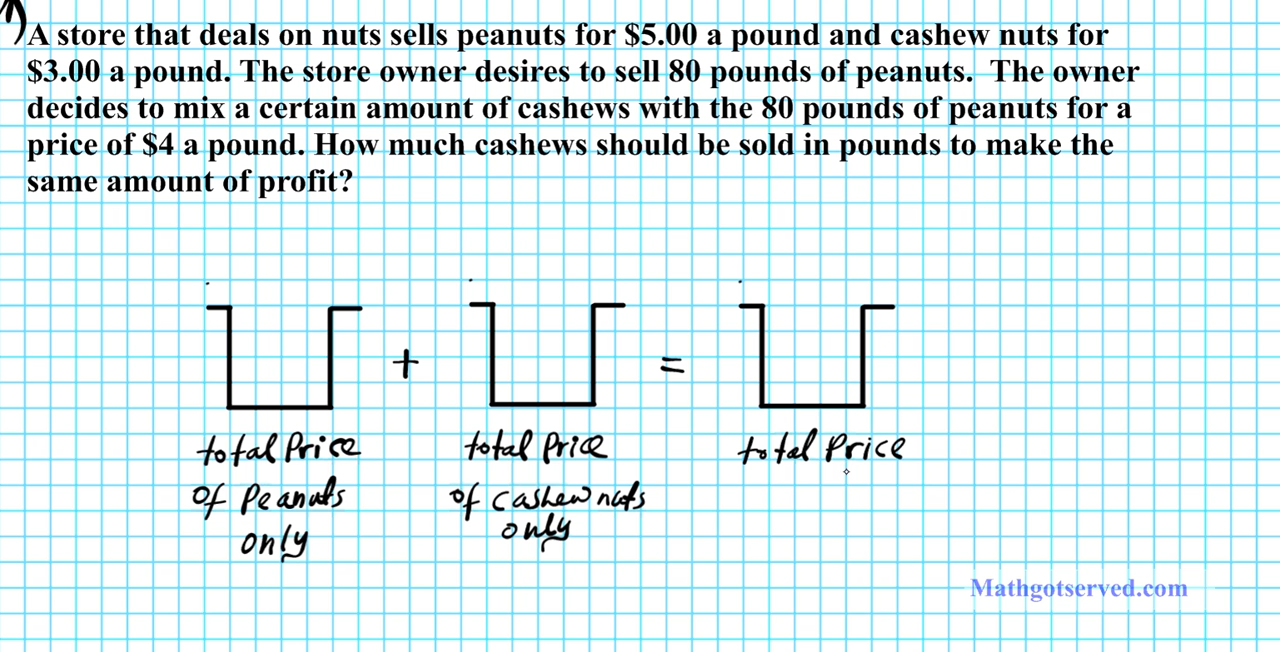 A store that deals on nuts sells peanuts for $5.00 a pound and cashew nuts for
$3.00 a pound. The store owner desires to sell 80 pounds of peanuts. The owner
decides to mix a certain amount of cashews with the 80 pounds of peanuts for a
price of $4 a pound. How much cashews should be sold in pounds to make the
same amount of profit?
+ =
total Price total Price total Price
of Peanuts of cashew nuts
only only
Mathgotserved.com